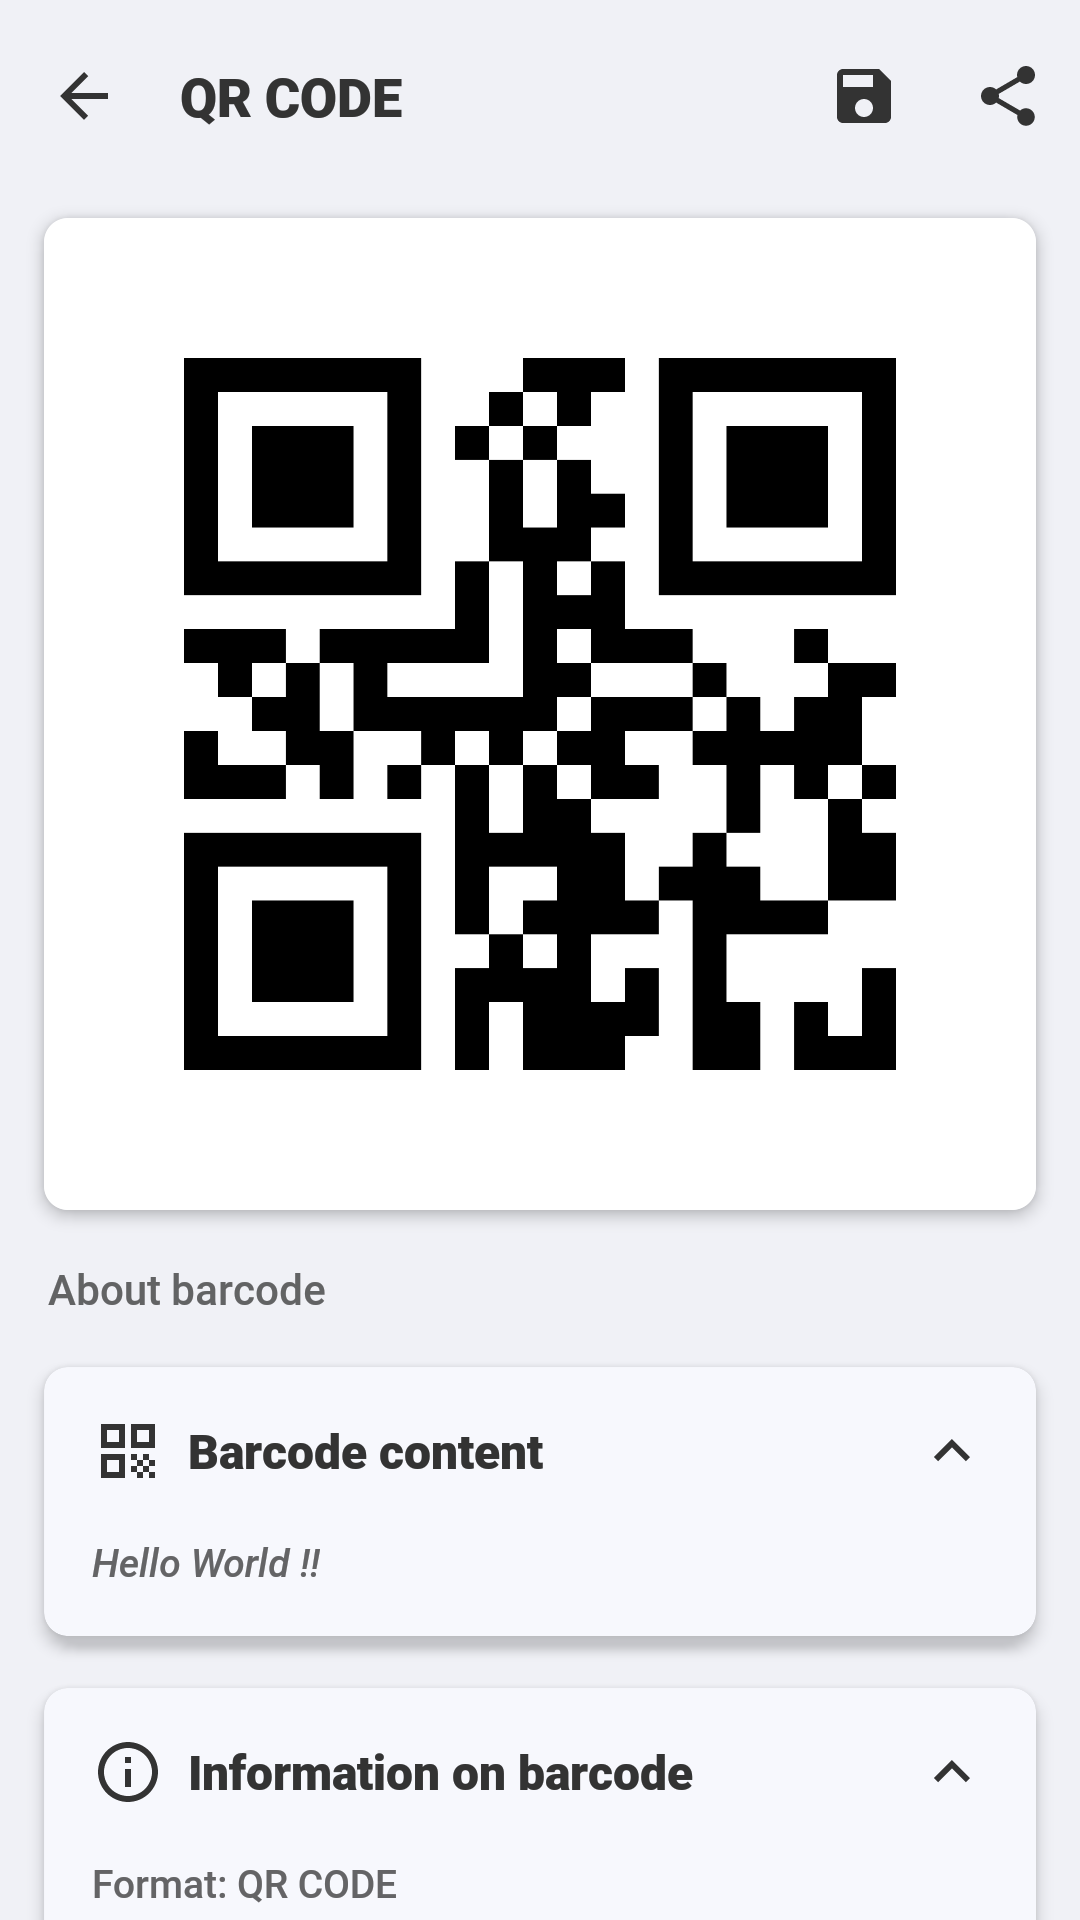 QR CODE
About barcode
Barcode content
Hello World !!
Information on barcode
Format: QR CODE